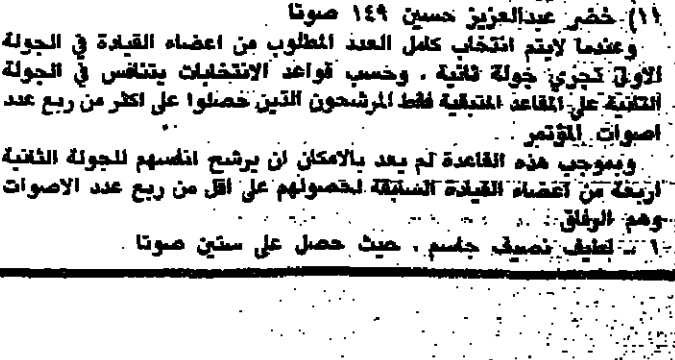 ١١) خضر عبدالعزيز حسين ١٤٩ صوتا
وعندما لايتم انتخاب كامل العدد المطلوب من اعضاء القيادة في الجولة
الاولى تجري جولة ثانية . وحسب قواعد الانتخابات يتنافس في الجولة
الثانية على المقاعد المتبقية فقط المرشحون الذين حصلوا على اكثر من ربع عدد
اصوات المؤتمر .
وبموجب هذه القاعدة لم يعد بالامكان ان يرشح انفسهم للجولة الثانية
اربعة من اعضاء القيادة السابقة لحصولهم على اقل من ربع عدد الاصوات
وهم الرفاق :
١ ـ لطيف نصيف جاسم . حيث حصل على ستين صوتا